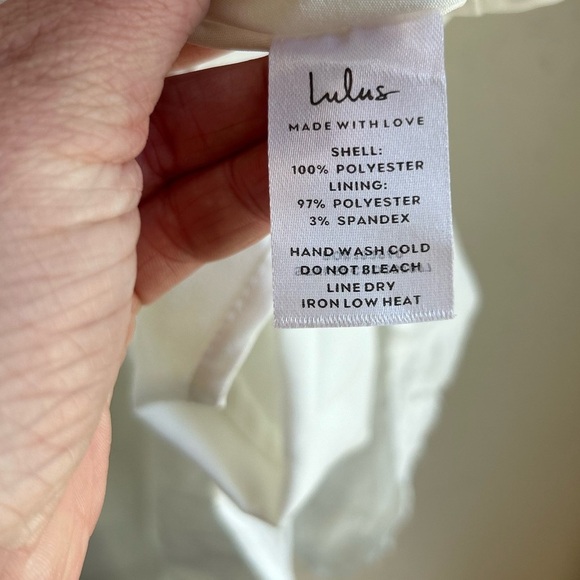 Lulus
MADE WITH LOVE
SHELL:
100% POLYESTER
LINING:
97% POLYESTER
3% SPANDEX
HAND WASH COLD
DO NOT BLEACH
LINE DRY
IRON LOW HEAT